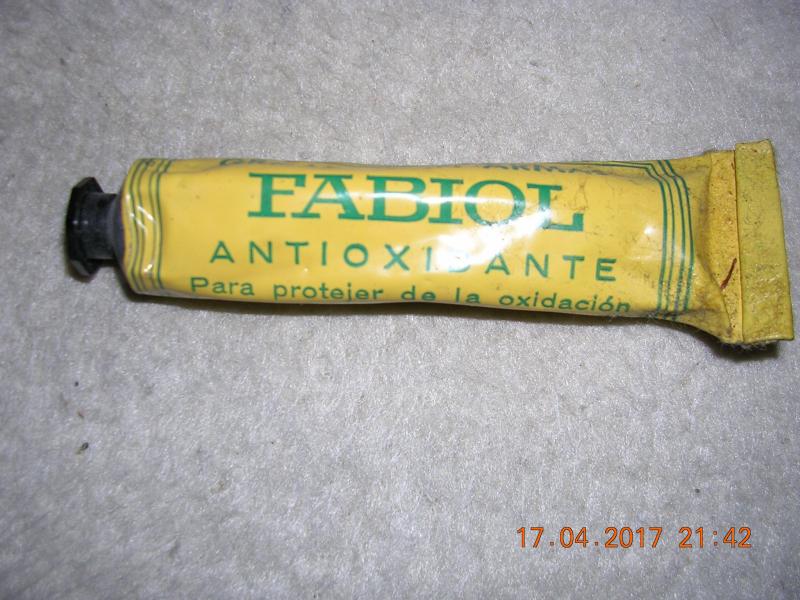 FABIOL
ANTIOXIDANTE
Para protejer de la oxidación
17.04.2017 21:42